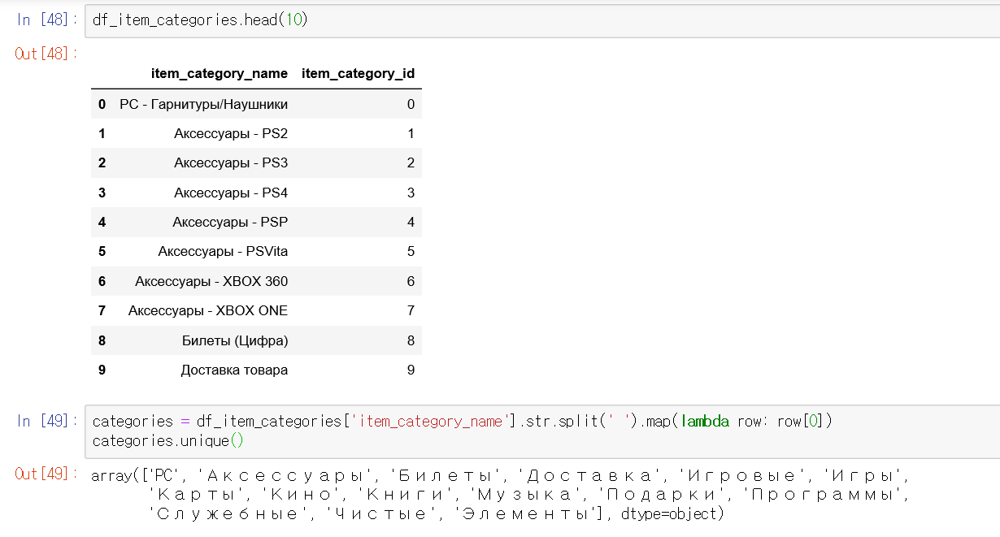 In [48]: df_item_categories.head(10)
Out[48]:
item_category_name item_category_id
0 PC - Гарнитуры/Наушники 0
1 Аксессуары - PS2 1
2 Аксессуары - PS3 2
3 Аксессуары - PS4 3
4 Аксессуары - PSP 4
5 Аксессуары - PSVita 5
6 Аксессуары - XBOX 360 6
7 Аксессуары - XBOX ONE 7
8 Билеты (Цифра) 8
9 Доставка товара 9
In [49]: categories = df_item_categories['item_category_name'].str.split(' ').map(lambda row: row[0])
categories.unique()
Out[49]: array(['PC', 'Аксессуары', 'Билеты', 'Доставка', 'Игровые', 'Игры',
'Карты', 'Кино', 'Книги', 'Музыка', 'Подарки', 'Программы',
'Служебные', 'Чистые', 'Элементы'], dtype=object)